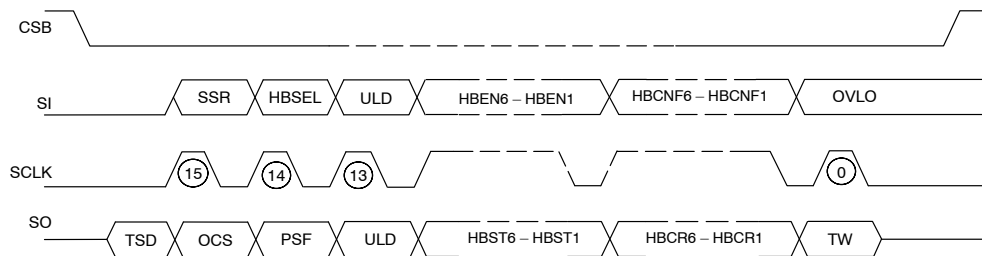 CSB
SI SSR HBSEL ULD HBEN6 – HBEN1 HBCNF6 – HBCNF1 OVLO
SCLK 15 14 13 0
SO TSD OCS PSF ULD HBST6 – HBST1 HBCR6 – HBCR1 TW